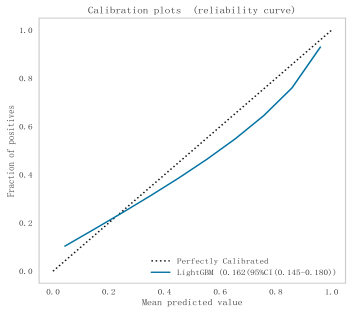 Calibration plots  (reliability curve)
1.0
0.8
0.6
0.4
0.2
0.0
Fraction of positives
Perfectly Calibrated
LightGBM (0.162(95%CI(0.145-0.180))
0.0 0.2 0.4 0.6 0.8 1.0
Mean predicted value